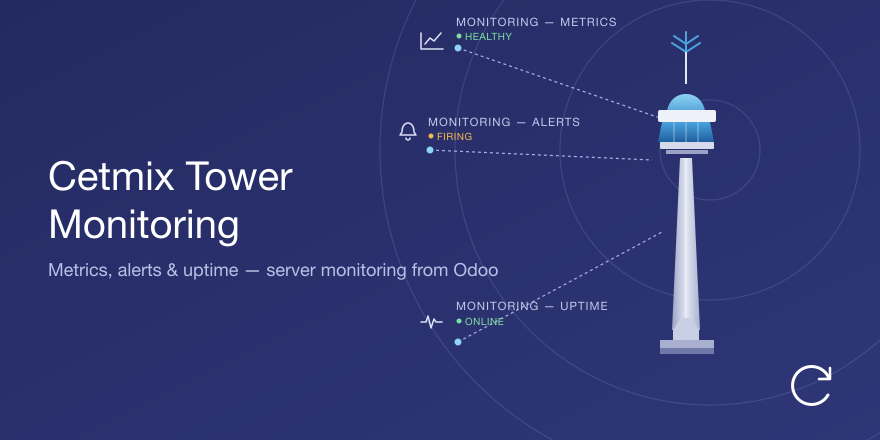 MONITORING — METRICS
HEALTHY
MONITORING — ALERTS
FIRING
Cetmix Tower
Monitoring
Metrics, alerts & uptime — server monitoring from Odoo
MONITORING — UPTIME
ONLINE